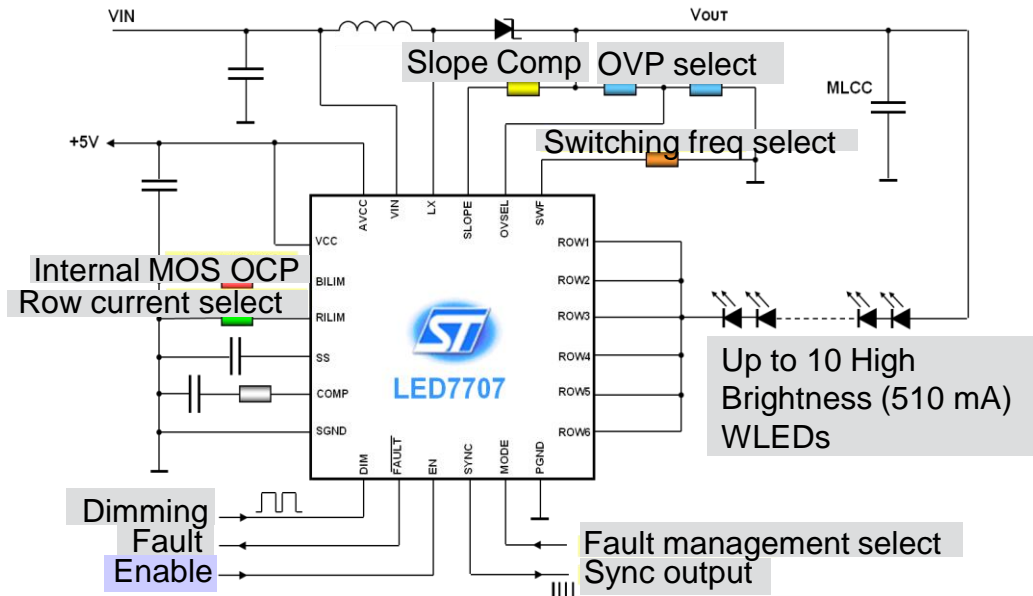 VIN
VOUT
Slope Comp
OVP select
MLCC
+5V
Switching freq select
AVCC
VIN
LX
SLOPE
OVSEL
SWF
VCC
BILIM
RILIM
SS
COMP
SGND
Internal MOS OCP
Row current select
ROW1
ROW2
ROW3
ROW4
ROW5
ROW6
ST
LED7707
Up to 10 High
Brightness (510 mA)
WLEDs
DIM
FAULT
EN
SYNC
MODE
PGND
Dimming
Fault
Enable
Fault management select
Sync output